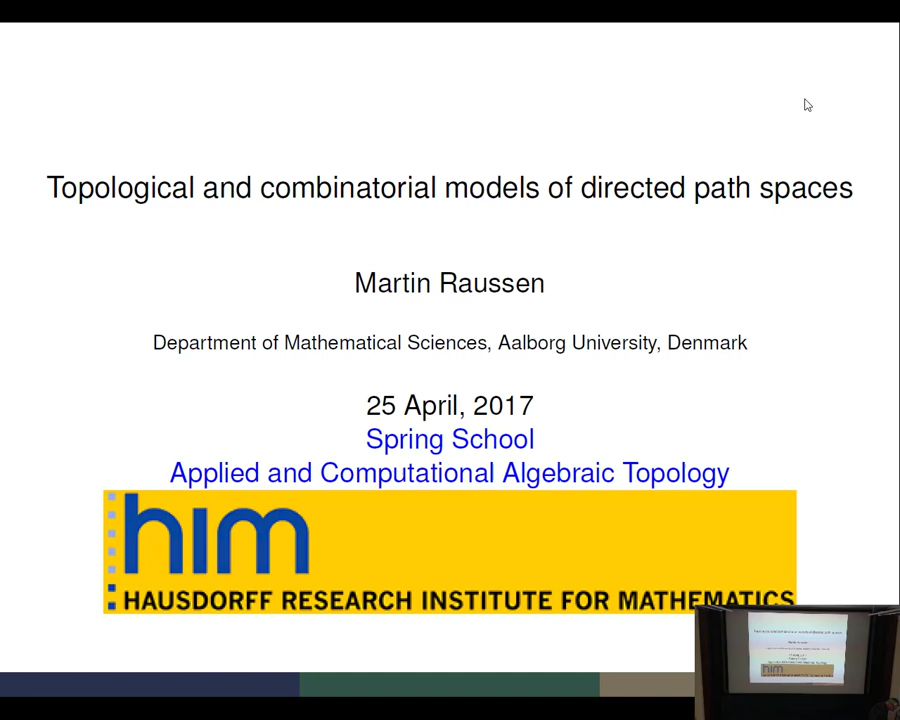 Topological and combinatorial models of directed path spaces
Martin Raussen
Department of Mathematical Sciences, Aalborg University, Denmark
25 April, 2017
Spring School
Applied and Computational Algebraic Topology
him
HAUSDORFF RESEARCH INSTITUTE FOR MATHEMATICS
him